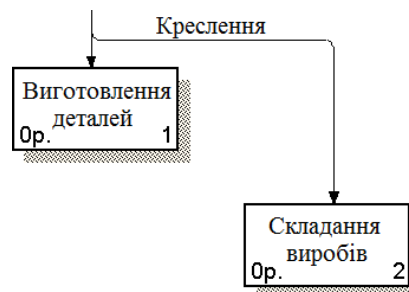 Креслення
Виготовлення
деталей
0р. 1
Складання
виробів
0р. 2